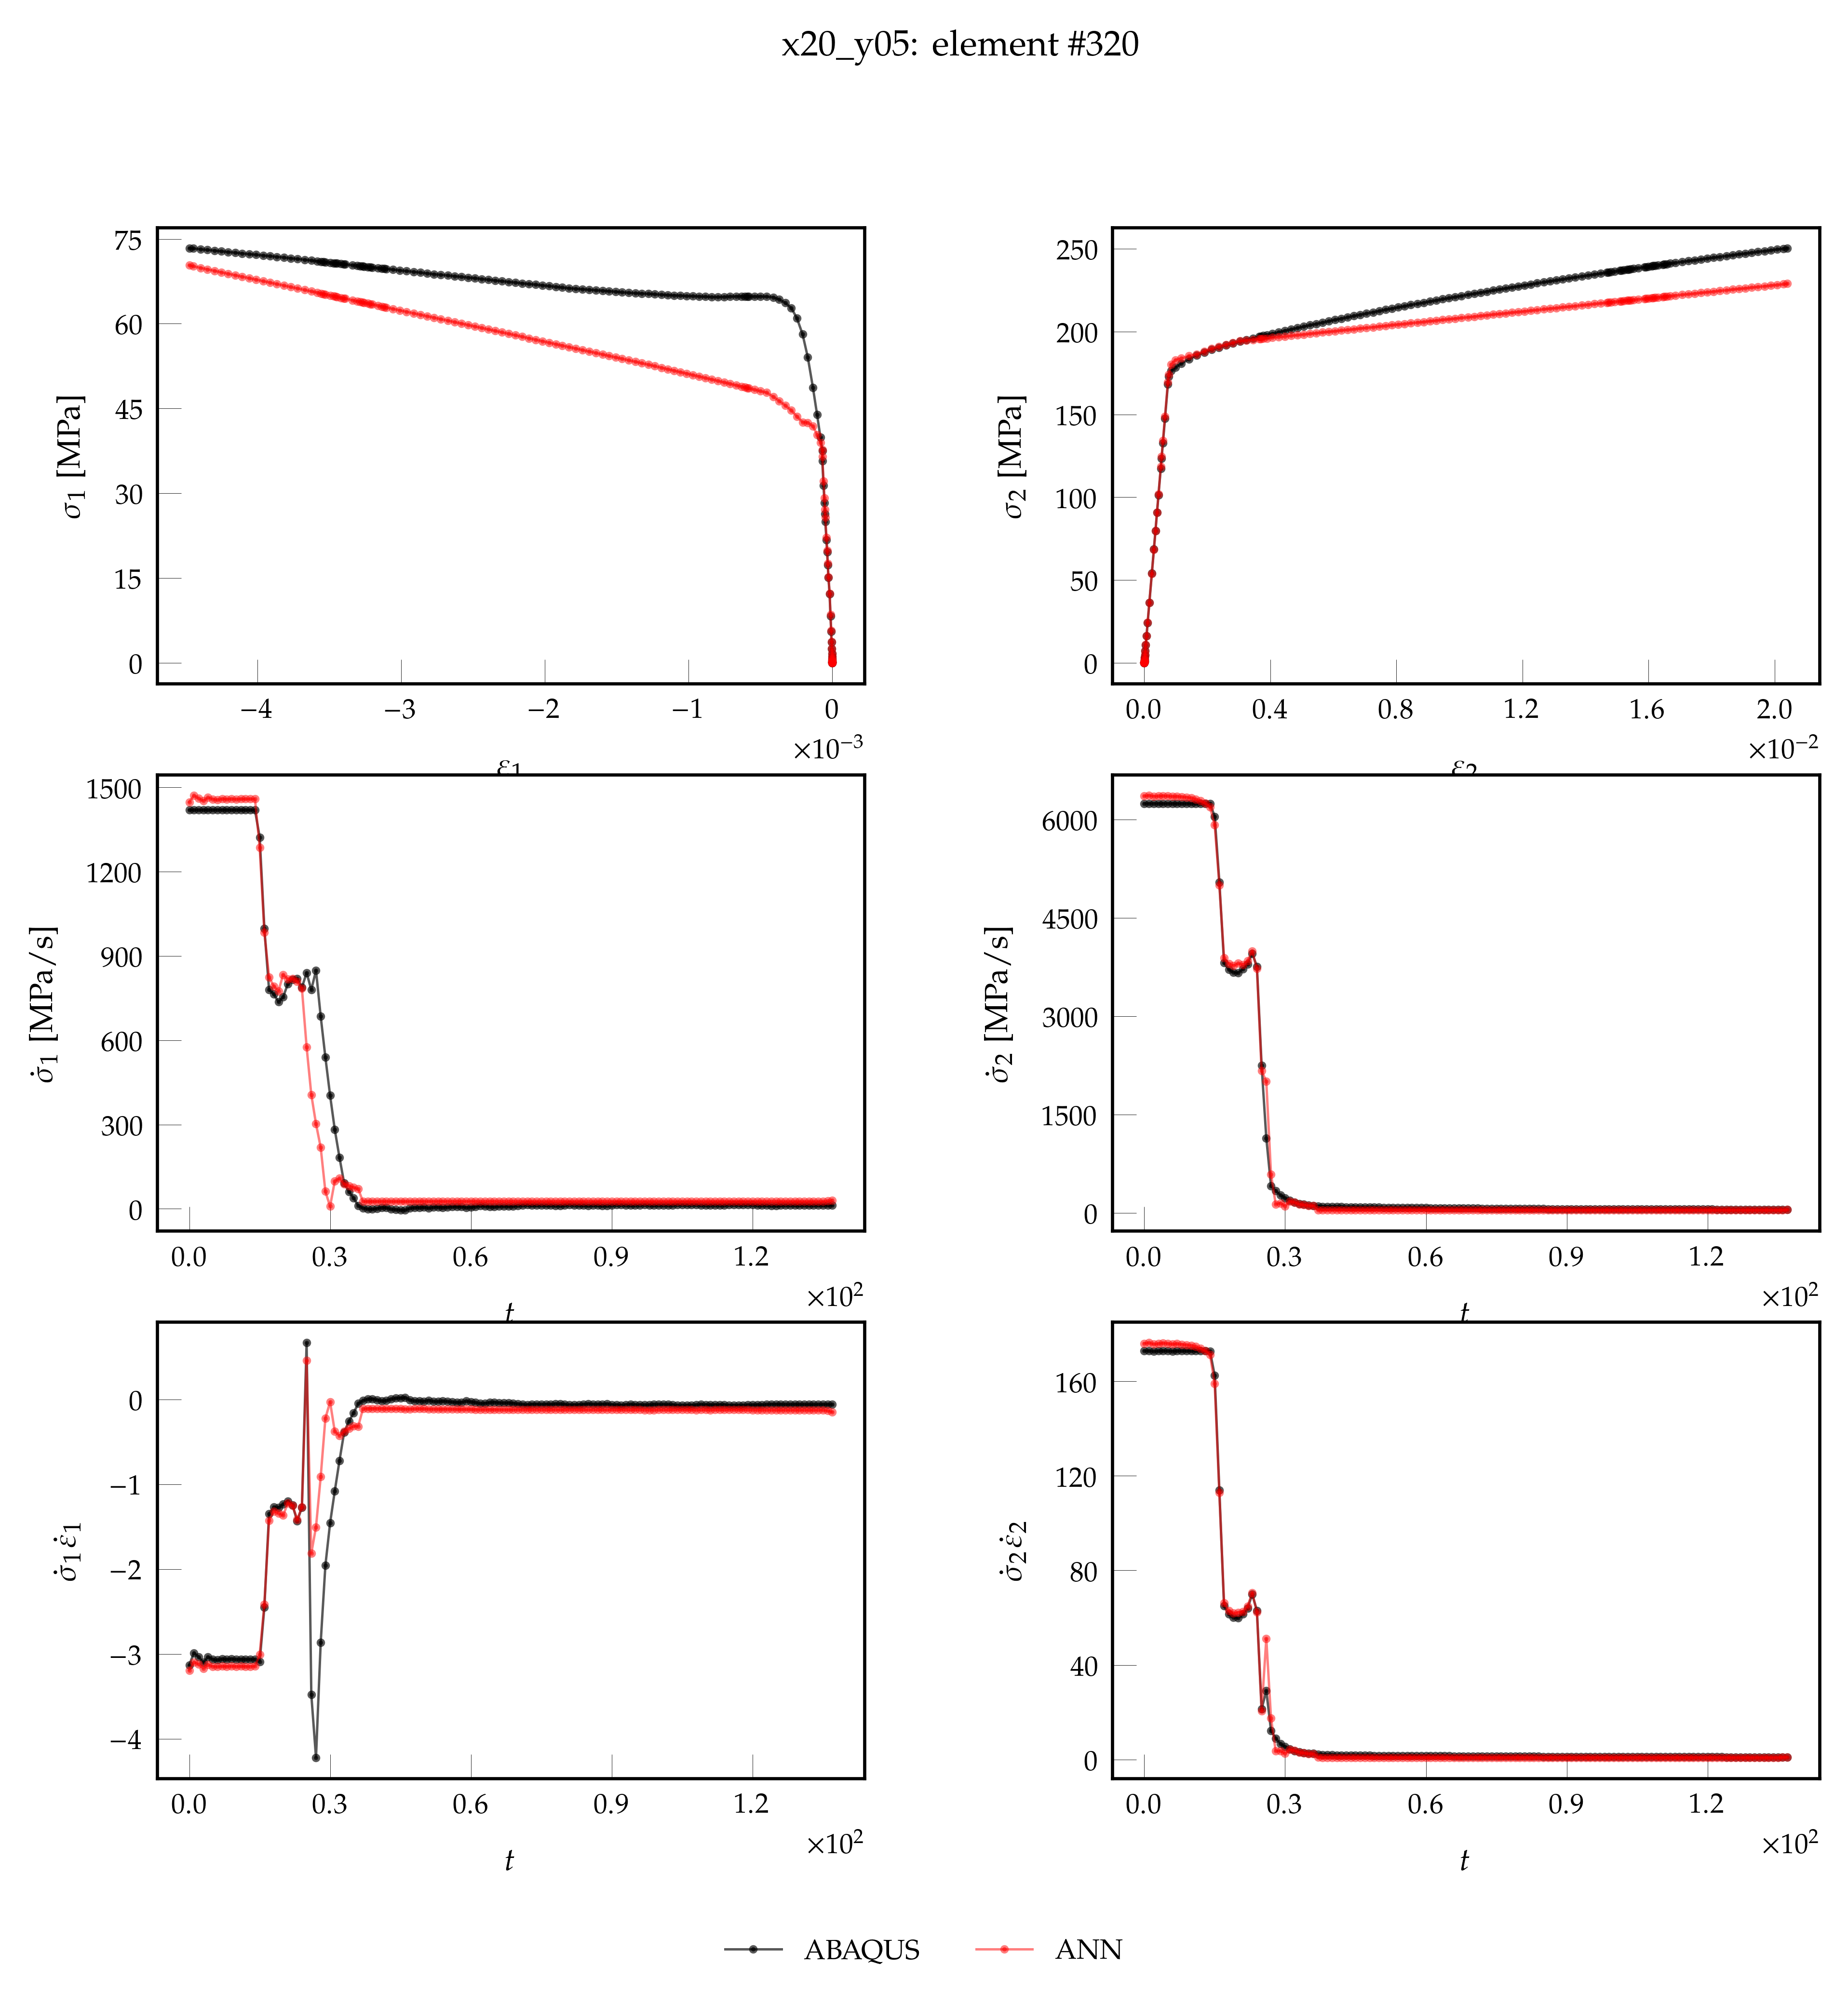 x20_y05: element #320
75
60
45
30
15
0
σ₁ [MPa]
−4 −3 −2 −1 0
×10⁻³
ε₁
250
200
150
100
50
0
σ₂ [MPa]
0.0 0.4 0.8 1.2 1.6 2.0
×10⁻²
ε₂
1500
1200
900
600
300
0
σ̇₁ [MPa/s]
0.0 0.3 0.6 0.9 1.2
×10²
t
6000
4500
3000
1500
0
σ̇₂ [MPa/s]
0.0 0.3 0.6 0.9 1.2
×10²
t
0
−1
−2
−3
−4
σ̇₁ε̇₁
0.0 0.3 0.6 0.9 1.2
×10²
t
160
120
80
40
0
σ̇₂ε̇₂
0.0 0.3 0.6 0.9 1.2
×10²
t
ABAQUS ANN